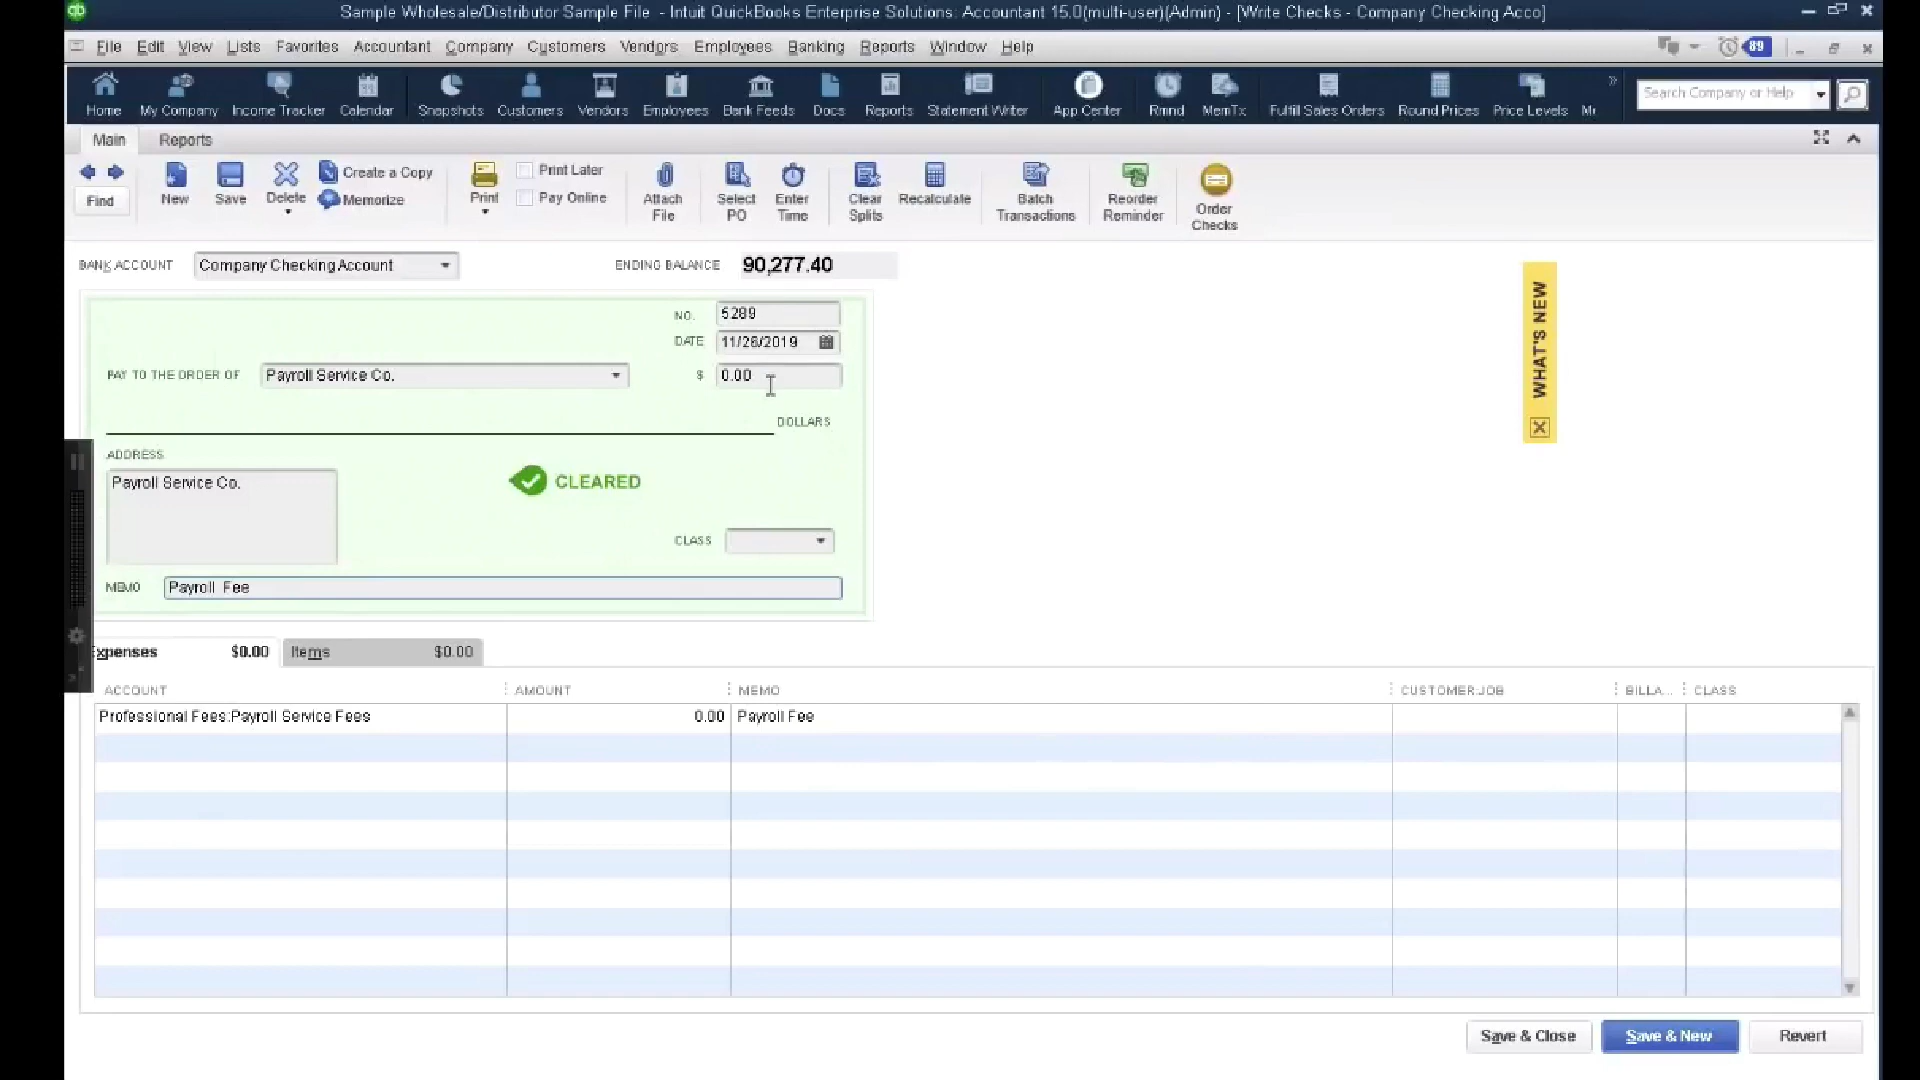 qb Sample Wholesale/Distributor Sample File - Intuit QuickBooks Enterprise Solutions: Accountant 15.0(multi-user)(Admin) - [Write Checks - Company Checking Acco]
File Edit View Lists Favorites Accountant Company Customers Vendors Employees Banking Reports Window Help 89
Home My Company Income Tracker Calendar Snapshots Customers Vendors Employees Bank Feeds Docs Reports Statement Writer App Center Rmnd MemTx Fulfill Sales Orders Round Prices Price Levels Search Company or Help
Main Reports
Find New Save Delete Create a Copy
Memorize
Print Print Later
Pay Online
Attach File Select PO Enter Time Clear Splits Recalculate Batch Transactions Reorder Reminder Order Checks
BANK ACCOUNT Company Checking Account ENDING BALANCE 90,277.40
NO. 5289
DATE 11/26/2019
PAY TO THE ORDER OF Payroll Service Co. $ 0.00
DOLLARS
ADDRESS
Payroll Service Co.
CLEARED
CLASS
MEMO Payroll Fee
WHAT'S NEW
xpenses $0.00 Items $0.00
ACCOUNT AMOUNT MEMO CUSTOMER:JOB BILLA... CLASS
Professional Fees:Payroll Service Fees 0.00 Payroll Fee
Save & Close Save & New Revert